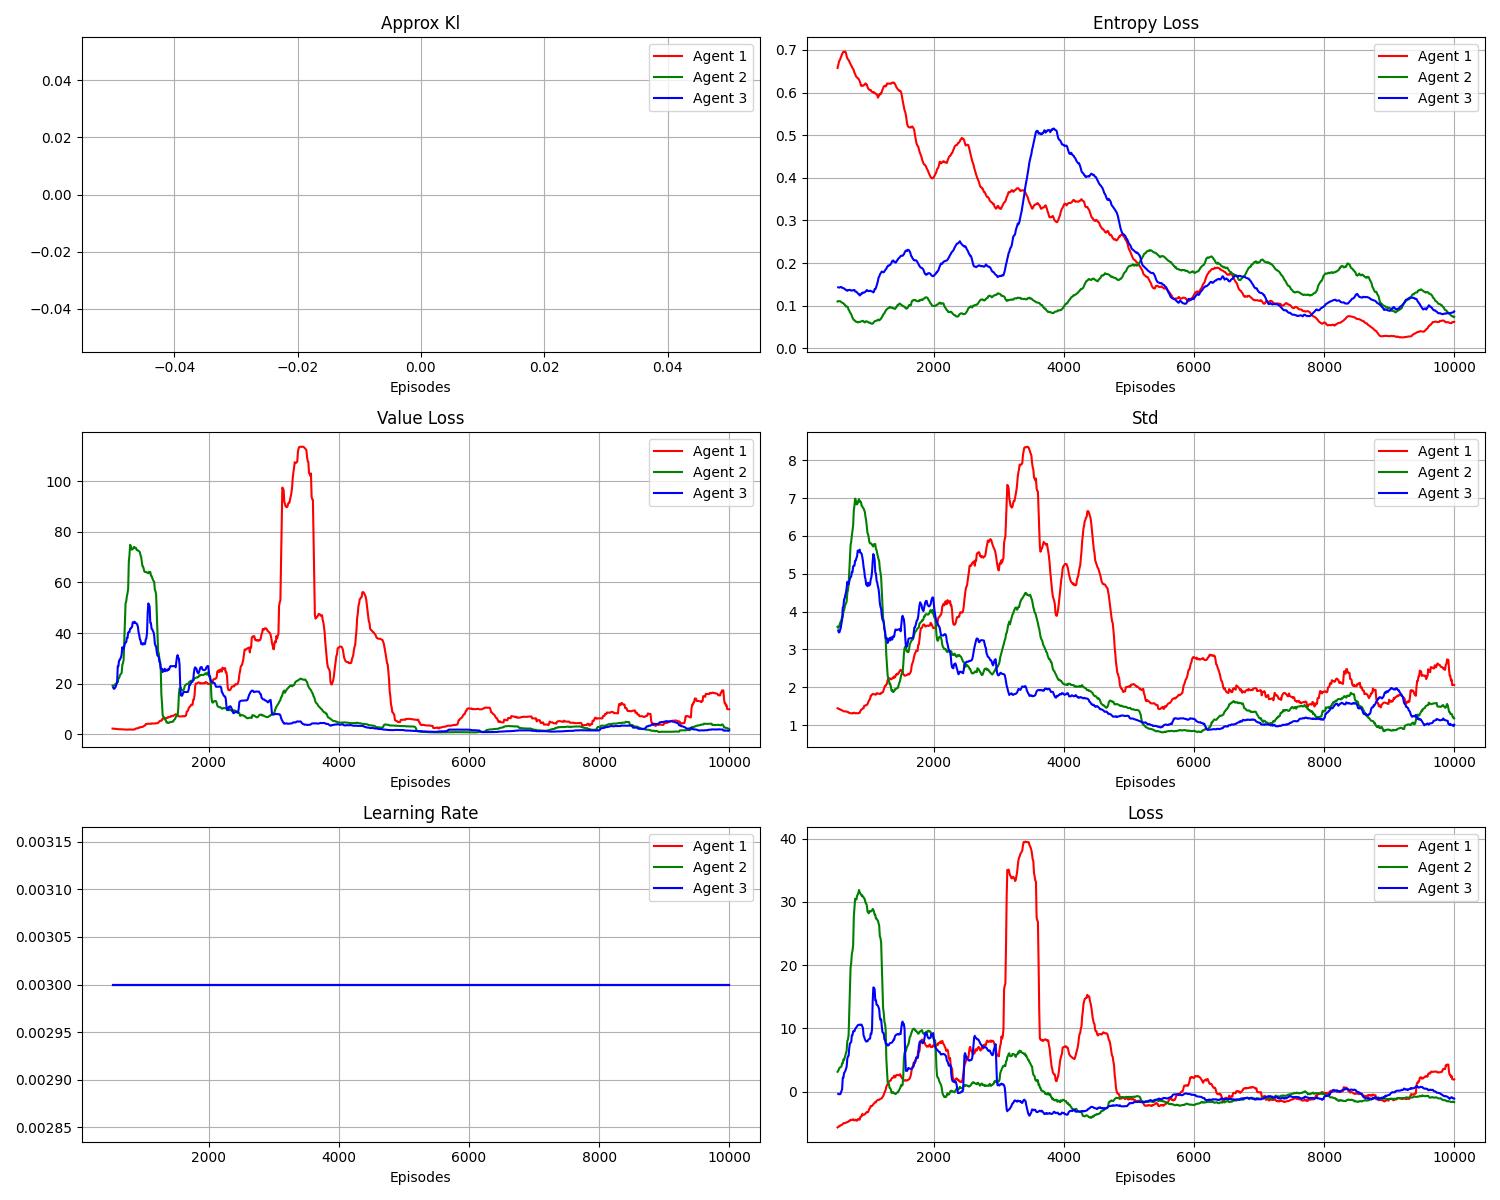 Approx Kl
0.04
0.02
0.00
−0.02
−0.04
−0.04
−0.02
0.00
0.02
0.04
Episodes
Agent 1
Agent 2
Agent 3
Entropy Loss
0.7
0.6
0.5
0.4
0.3
0.2
0.1
0.0
2000
4000
6000
8000
10000
Episodes
Agent 1
Agent 2
Agent 3
Value Loss
100
80
60
40
20
0
2000
4000
6000
8000
10000
Episodes
Agent 1
Agent 2
Agent 3
Std
8
7
6
5
4
3
2
1
2000
4000
6000
8000
10000
Episodes
Agent 1
Agent 2
Agent 3
Learning Rate
0.00315
0.00310
0.00305
0.00300
0.00295
0.00290
0.00285
2000
4000
6000
8000
10000
Episodes
Agent 1
Agent 2
Agent 3
Loss
40
30
20
10
0
2000
4000
6000
8000
10000
Episodes
Agent 1
Agent 2
Agent 3